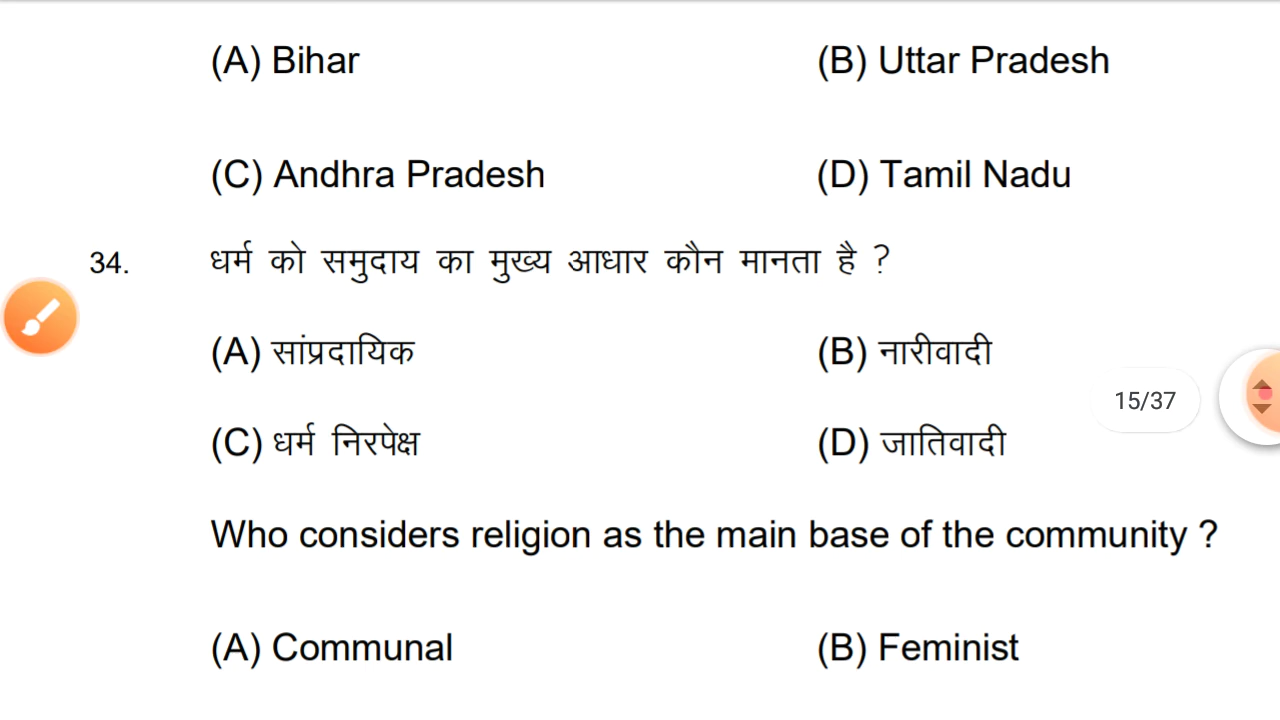 (A) Bihar (B) Uttar Pradesh
(C) Andhra Pradesh (D) Tamil Nadu
34. धर्म को समुदाय का मुख्य आधार कौन मानता है ?
(A) सांप्रदायिक (B) नारीवादी
15/37
(C) धर्म निरपेक्ष (D) जातिवादी
Who considers religion as the main base of the community ?
(A) Communal (B) Feminist